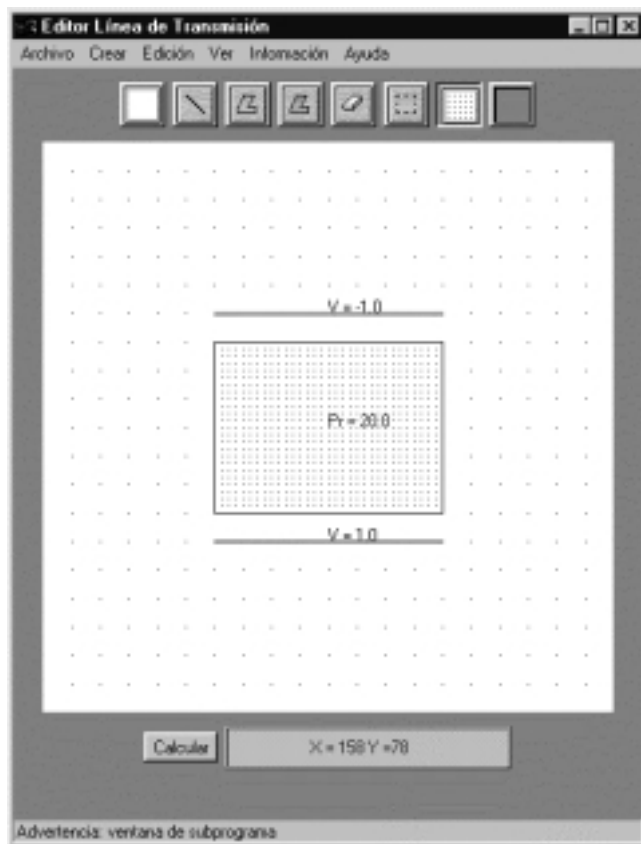 Editor Línea de Transmisión
Archivo Crear Edición Ver Información Ayuda
V = -1.0
Pr = 20.0
V = 1.0
Calcular
X = 158 Y =78
Advertencia: ventana de subprograma